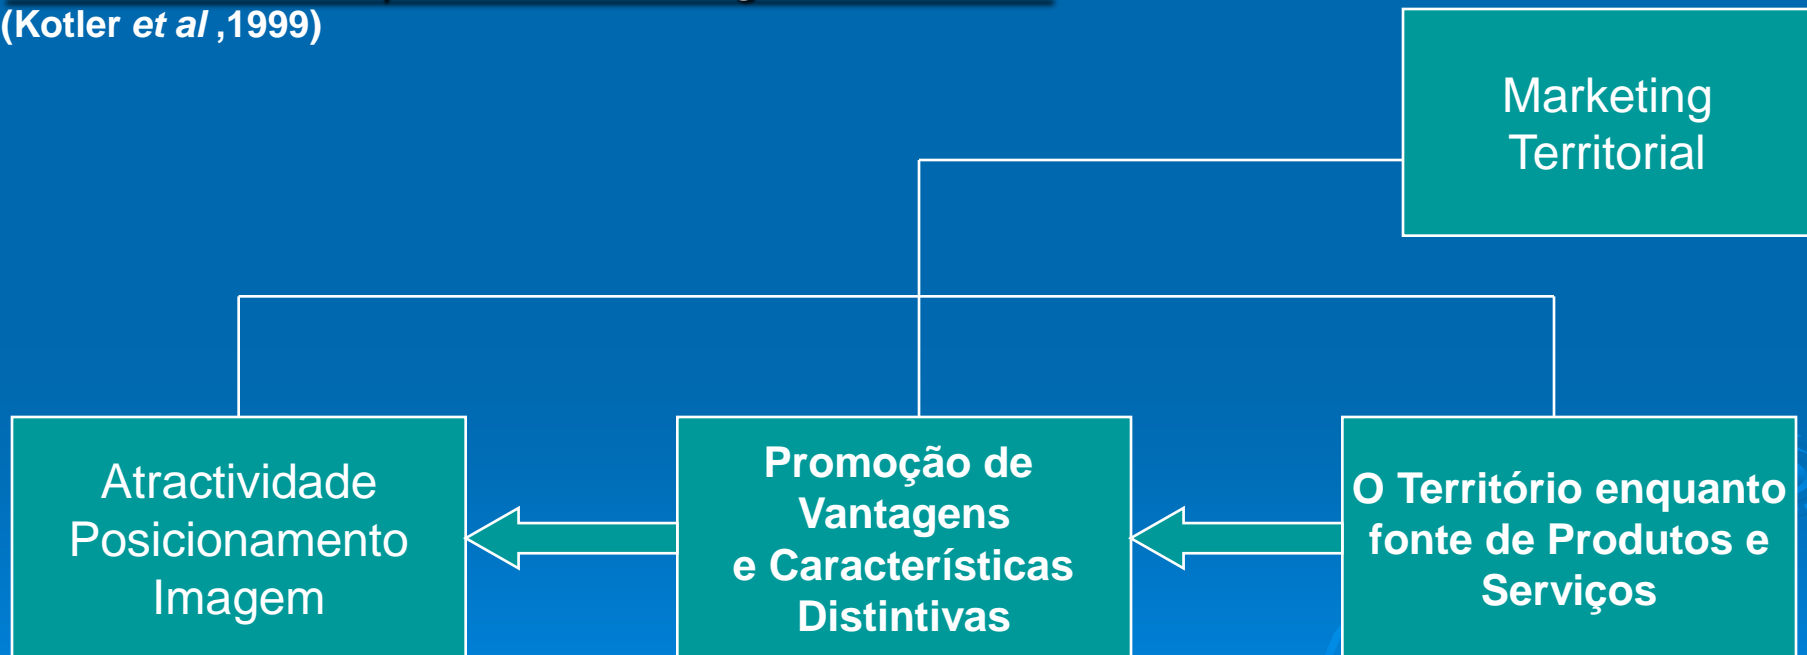 (Kotler et al ,1999)
Marketing
Territorial
Atractividade
Posicionamento
Imagem
Promoção de
Vantagens
e Características
Distintivas
O Território enquanto
fonte de Produtos e
Serviços